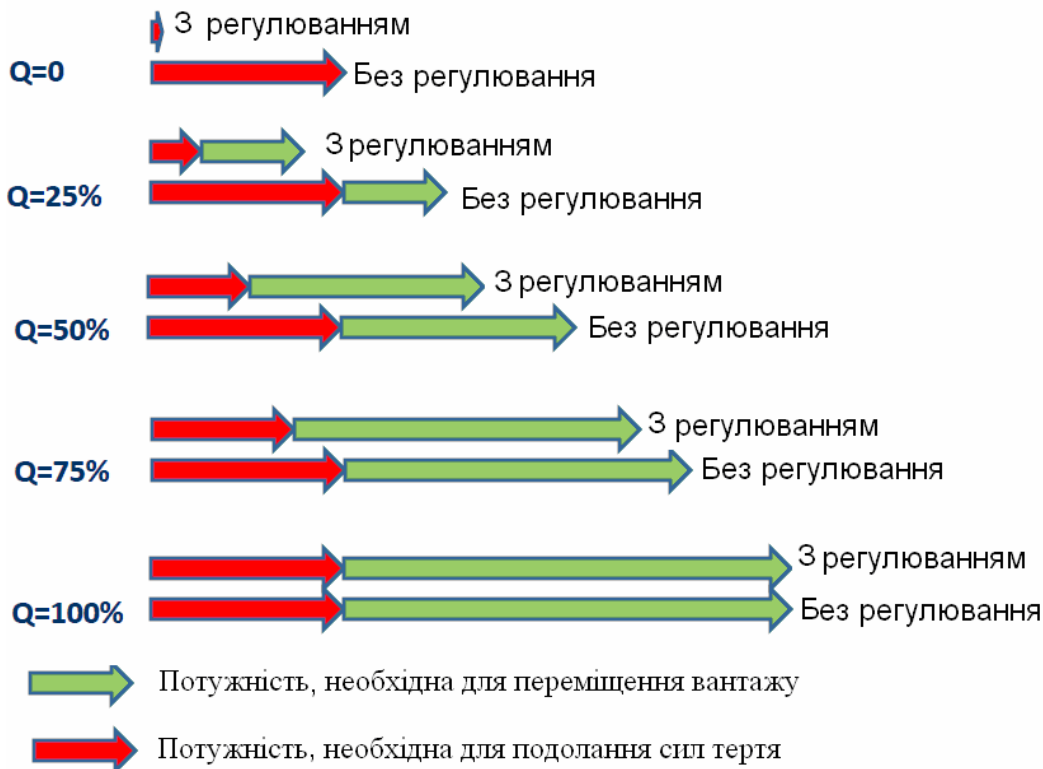 З регулюванням
Q=0
Без регулювання
З регулюванням
Q=25%
Без регулювання
З регулюванням
Q=50%
Без регулювання
З регулюванням
Q=75%
Без регулювання
З регулюванням
Q=100%
Без регулювання
Потужність, необхідна для переміщення вантажу
Потужність, необхідна для подолання сил тертя